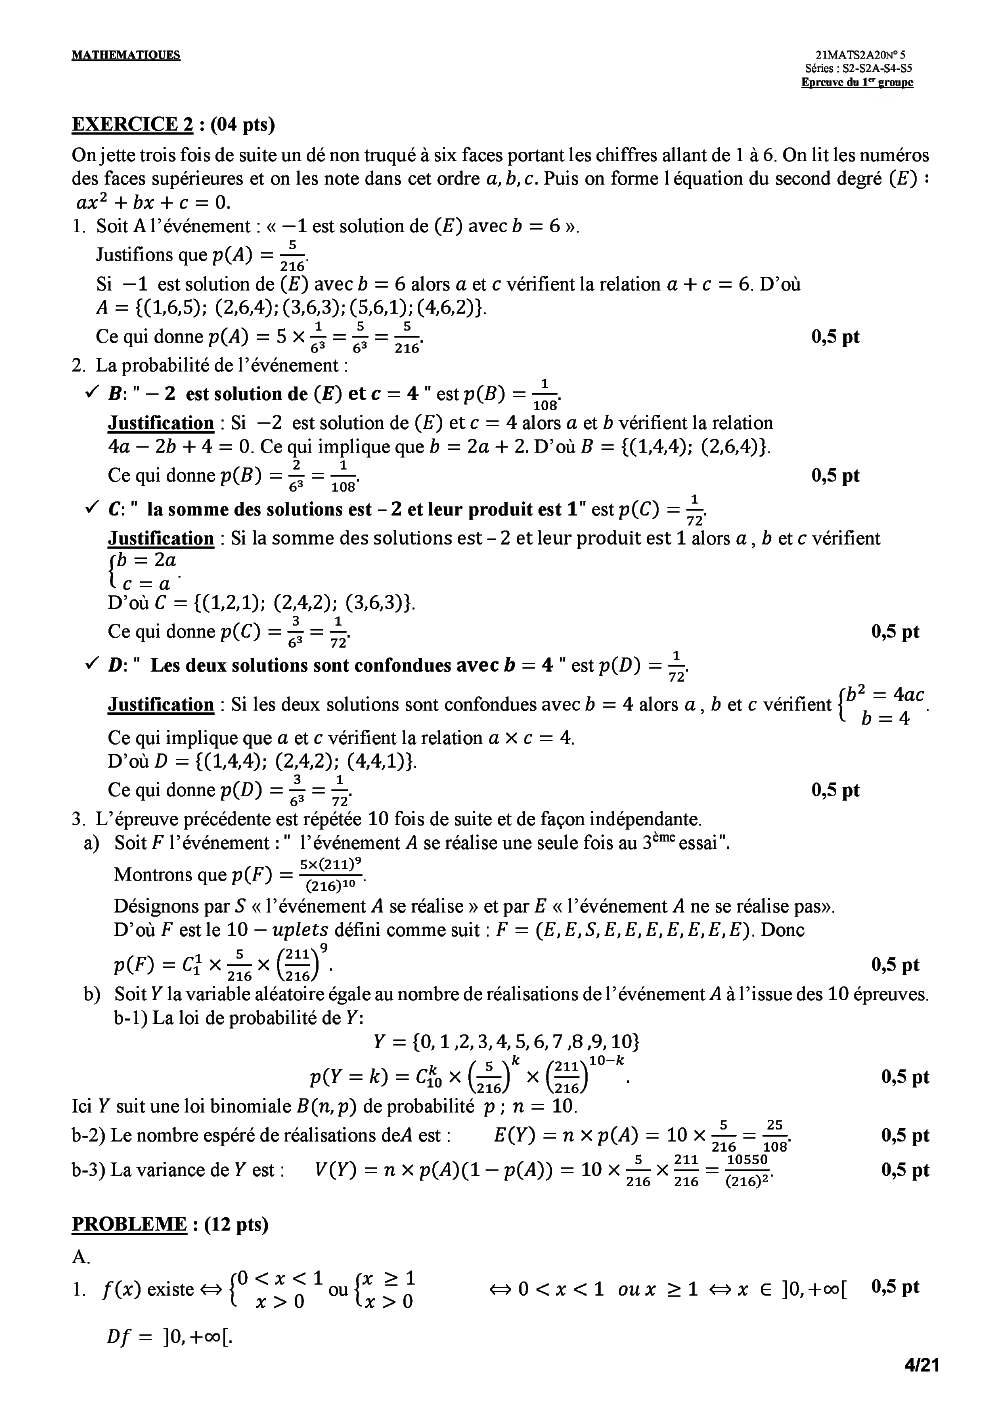 MATHEMATIQUES
21MATS2A20N° 5
Séries : S2-S2A-S4-S5
Epreuve du 1er groupe
EXERCICE 2 : (04 pts)
On jette trois fois de suite un dé non truqué à six faces portant les chiffres allant de 1 à 6. On lit les numéros
des faces supérieures et on les note dans cet ordre a, b, c. Puis on forme l équation du second degré (E) :
ax² + bx + c = 0.
1. Soit A l’événement : « −1 est solution de (E) avec b = 6 ».
Justifions que p(A) = 5/216.
Si −1 est solution de (E) avec b = 6 alors a et c vérifient la relation a + c = 6. D’où
A = {(1,6,5); (2,6,4); (3,6,3); (5,6,1); (4,6,2)}.
Ce qui donne p(A) = 5 × 1/6³ = 5/6³ = 5/216. 0,5 pt
2. La probabilité de l’événement :
✓ B: " − 2 est solution de (E) et c = 4 " est p(B) = 1/108.
Justification : Si −2 est solution de (E) et c = 4 alors a et b vérifient la relation
4a − 2b + 4 = 0. Ce qui implique que b = 2a + 2. D’où B = {(1,4,4); (2,6,4)}.
Ce qui donne p(B) = 2/6³ = 1/108. 0,5 pt
✓ C: " la somme des solutions est – 2 et leur produit est 1" est p(C) = 1/72.
Justification : Si la somme des solutions est – 2 et leur produit est 1 alors a , b et c vérifient
{b = 2a
c = a .
D’où C = {(1,2,1); (2,4,2); (3,6,3)}.
Ce qui donne p(C) = 3/6³ = 1/72. 0,5 pt
✓ D: " Les deux solutions sont confondues avec b = 4 " est p(D) = 1/72.
Justification : Si les deux solutions sont confondues avec b = 4 alors a , b et c vérifient {b² = 4ac
b = 4 .
Ce qui implique que a et c vérifient la relation a × c = 4.
D’où D = {(1,4,4); (2,4,2); (4,4,1)}.
Ce qui donne p(D) = 3/6³ = 1/72. 0,5 pt
3. L’épreuve précédente est répétée 10 fois de suite et de façon indépendante.
a) Soit F l’événement : " l’événement A se réalise une seule fois au 3ème essai".
Montrons que p(F) = 5×(211)⁹/(216)¹⁰.
Désignons par S « l’événement A se réalise » et par E « l’événement A ne se réalise pas».
D’où F est le 10 − uplets défini comme suit : F = (E, E, S, E, E, E, E, E, E, E). Donc
p(F) = C₁¹ × 5/216 × (211/216)⁹. 0,5 pt
b) Soit Y la variable aléatoire égale au nombre de réalisations de l’événement A à l’issue des 10 épreuves.
b-1) La loi de probabilité de Y:
Y = {0, 1 ,2, 3, 4, 5, 6, 7 ,8 ,9, 10}
p(Y = k) = C₁₀ᵏ × (5/216)ᵏ × (211/216)¹⁰⁻ᵏ. 0,5 pt
Ici Y suit une loi binomiale B(n, p) de probabilité p ; n = 10.
b-2) Le nombre espéré de réalisations deA est : E(Y) = n × p(A) = 10 × 5/216 = 25/108. 0,5 pt
b-3) La variance de Y est : V(Y) = n × p(A)(1 − p(A)) = 10 × 5/216 × 211/216 = 10550/(216)². 0,5 pt
PROBLEME : (12 pts)
A.
1. f(x) existe ⇔ {0 < x < 1 ou {x ≥ 1 ⇔ 0 < x < 1 ou x ≥ 1 ⇔ x ∈ ]0, +∞[ 0,5 pt
x > 0 x > 0
Df = ]0, +∞[.
4/21